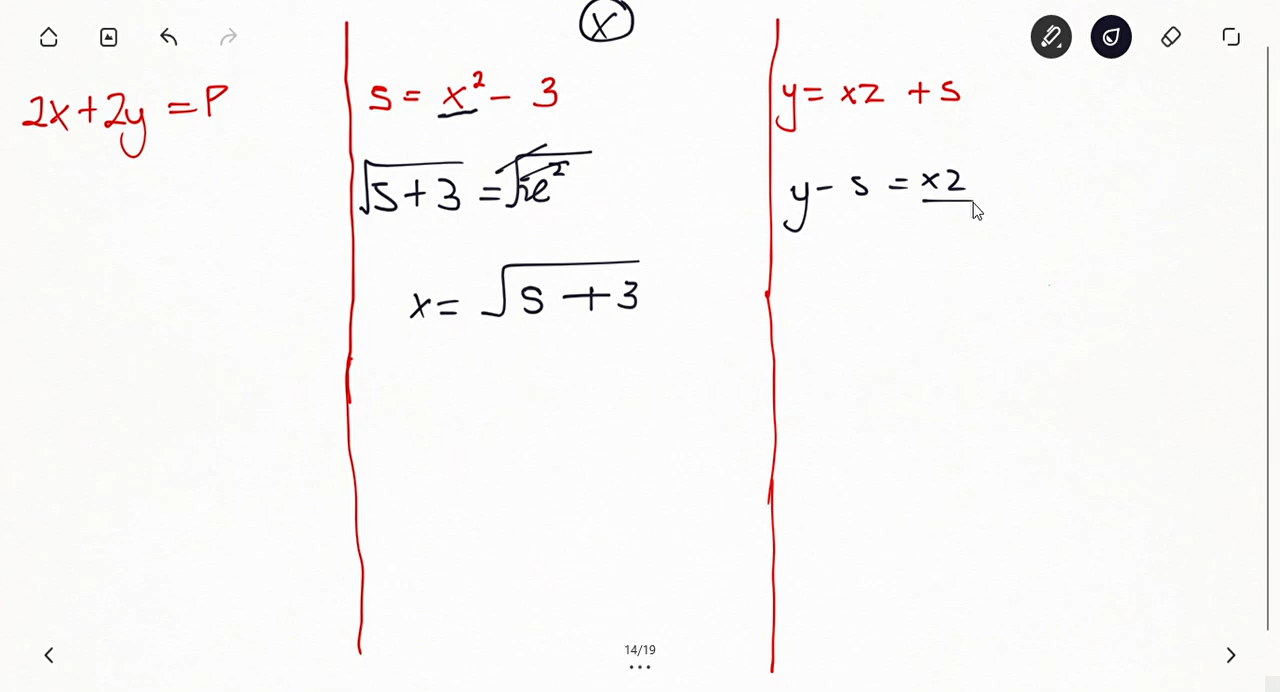 x
2x+2y =P
s = x² - 3
√s+3 = √x²
x = √s +3
y= xz + s
y- s = xz
14/19